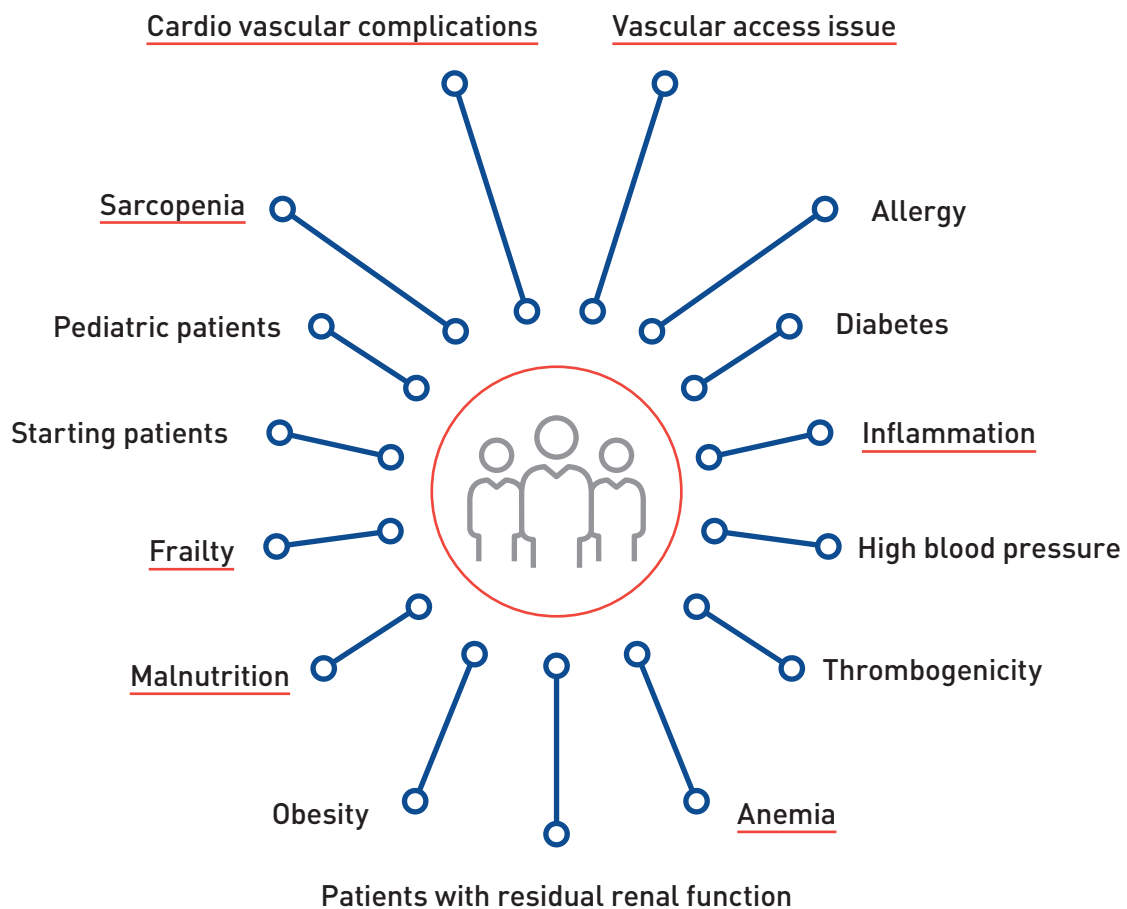 Cardio vascular complications
Vascular access issue
Sarcopenia
Allergy
Pediatric patients
Diabetes
Starting patients
Inflammation
Frailty
High blood pressure
Malnutrition
Thrombogenicity
Obesity
Anemia
Patients with residual renal function